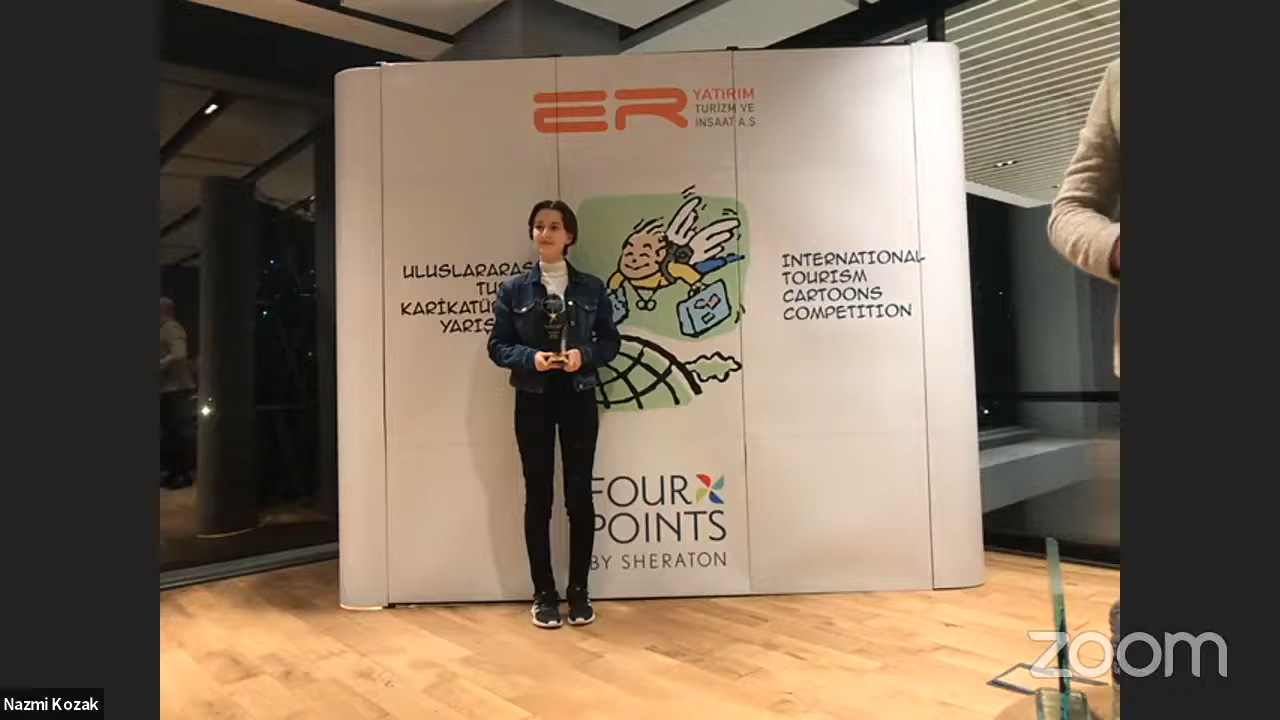 ER YATIRIM
TURİZM VE
İNŞAAT A.Ş
ULUSLARARAS
TU
KARİKATÜ
YARIŞ
INTERNATIONAL
TOURISM
CARTOONS
COMPETITION
FOUR
POINTS
BY SHERATON
zoom
Nazmi Kozak